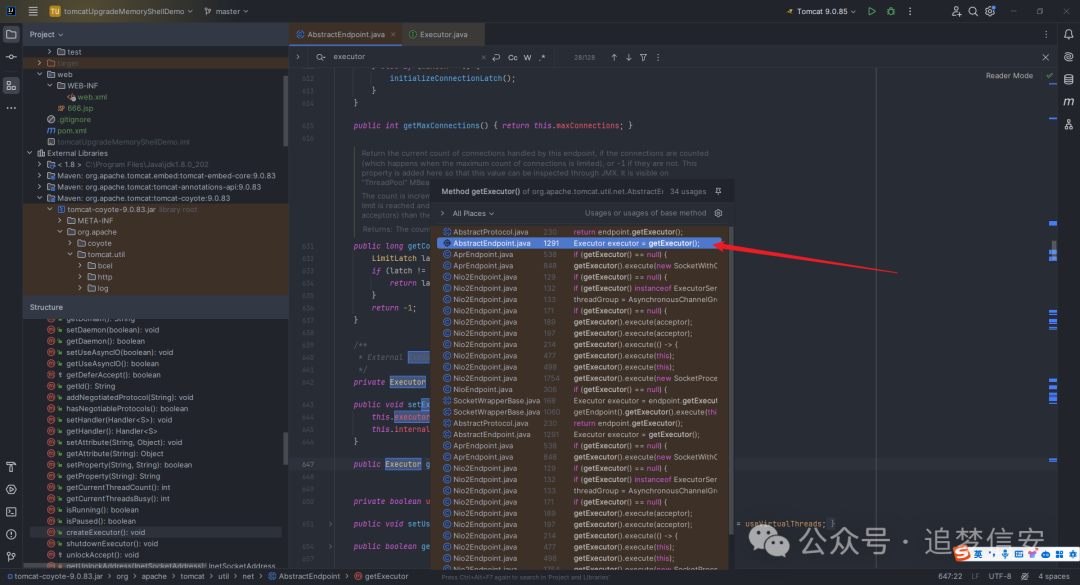 tomcatUpgradeMemoryShellDemo
master
Tomcat 9.0.85
Project
AbstractEndpoint.java
Executor.java
test
target
web
WEB-INF
web.xml
666.jsp
.gitignore
pom.xml
tomcatUpgradeMemoryShellDemo.iml
External Libraries
< 1.8 > C:\Program Files\Java\jdk1.8.0_202
Maven: org.apache.tomcat.embed:tomcat-embed-core:9.0.83
Maven: org.apache.tomcat:tomcat-annotations-api:9.0.83
Maven: org.apache.tomcat:tomcat-coyote:9.0.83
tomcat-coyote-9.0.83.jar library root
META-INF
org.apache
coyote
tomcat.util
bcel
http
log
Structure
getDomain(): String
setDaemon(boolean): void
getDaemon(): boolean
setUseAsyncIO(boolean): void
getUseAsyncIO(): boolean
getDeferAccept(): boolean
getId(): String
addNegotiatedProtocol(String): void
hasNegotiableProtocols(): boolean
setHandler(Handler<S>): void
getHandler(): Handler<S>
setAttribute(String, Object): void
getAttribute(String): Object
setProperty(String, String): boolean
getProperty(String): String
getCurrentThreadCount(): int
getCurrentThreadsBusy(): int
isRunning(): boolean
isPaused(): boolean
createExecutor(): void
shutdownExecutor(): void
unlockAccept(): void
getUnlockAddress(InetSocketAddress): InetSocketAddress
executor
Cc W .*
28/128
Reader Mode
initializeConnectionLatch();
}
}
public int getMaxConnections() { return this.maxConnections; }
Return the current count of connections handled by this endpoint, if the connections are counted
(which happens when the maximum count of connections is limited), or -1 if they are not. This
property is added here so that this value can be inspected through JMX. It is visible on
"ThreadPool" MBea
The count is increm
limit is reached and
acceptors) than the
Returns: The count
public long getCo
LimitLatch la
if (latch !=
return la
}
return -1;
}
/**
* External
*/
private Executor
public void setEx
this.executor
this.internal
}
public Executor g
private boolean u
public void setUs
= useVirtualThreads; }
public boolean ge
Method getExecutor() of org.apache.tomcat.util.net.AbstractEn 34 usages
All Places
Usages or usages of base method
AbstractProtocol.java 230 return endpoint.getExecutor();
AbstractEndpoint.java 1291 Executor executor = getExecutor();
AprEndpoint.java 538 if (getExecutor() == null) {
AprEndpoint.java 848 getExecutor().execute(new SocketWithO
Nio2Endpoint.java 129 if (getExecutor() == null) {
Nio2Endpoint.java 132 if (getExecutor() instanceof ExecutorSer
Nio2Endpoint.java 133 threadGroup = AsynchronousChannelGro
Nio2Endpoint.java 171 if (getExecutor() == null) {
Nio2Endpoint.java 189 getExecutor().execute(acceptor);
Nio2Endpoint.java 197 getExecutor().execute(acceptor);
Nio2Endpoint.java 214 getExecutor().execute(() -> {
Nio2Endpoint.java 477 getExecutor().execute(this);
Nio2Endpoint.java 498 getExecutor().execute(this);
Nio2Endpoint.java 1754 getExecutor().execute(new SocketProce
NioEndpoint.java 306 if (getExecutor() == null) {
SocketWrapperBase.java 168 Executor executor = endpoint.getExecut
SocketWrapperBase.java 1060 getEndpoint().getExecutor().execute(thi
AbstractProtocol.java 230 return endpoint.getExecutor();
AbstractEndpoint.java 1291 Executor executor = getExecutor();
AprEndpoint.java 538 if (getExecutor() == null) {
AprEndpoint.java 848 getExecutor().execute(new SocketWithO
Nio2Endpoint.java 129 if (getExecutor() == null) {
Nio2Endpoint.java 132 if (getExecutor() instanceof ExecutorSer
Nio2Endpoint.java 133 threadGroup = AsynchronousChannelGro
Nio2Endpoint.java 171 if (getExecutor() == null) {
Nio2Endpoint.java 189 getExecutor().execute(acceptor);
Nio2Endpoint.java 197 getExecutor().execute(acceptor);
Nio2Endpoint.java 214 getExecutor().execute(() -> {
Nio2Endpoint.java 477 getExecutor().execute(this);
Nio2Endpoint.java 498 getExecutor().execute(this);
Nio2Endpoint.java 1754 getExecutor().execute(new SocketProce
Press Ctrl+Alt+F7 again to search in 'Project and Libraries'
公众号 · 追梦信安
英
tomcat-coyote-9.0.83.jar > org > apache > tomcat > util > net > AbstractEndpoint > getExecutor
647:22 LF UTF-8 4 spaces